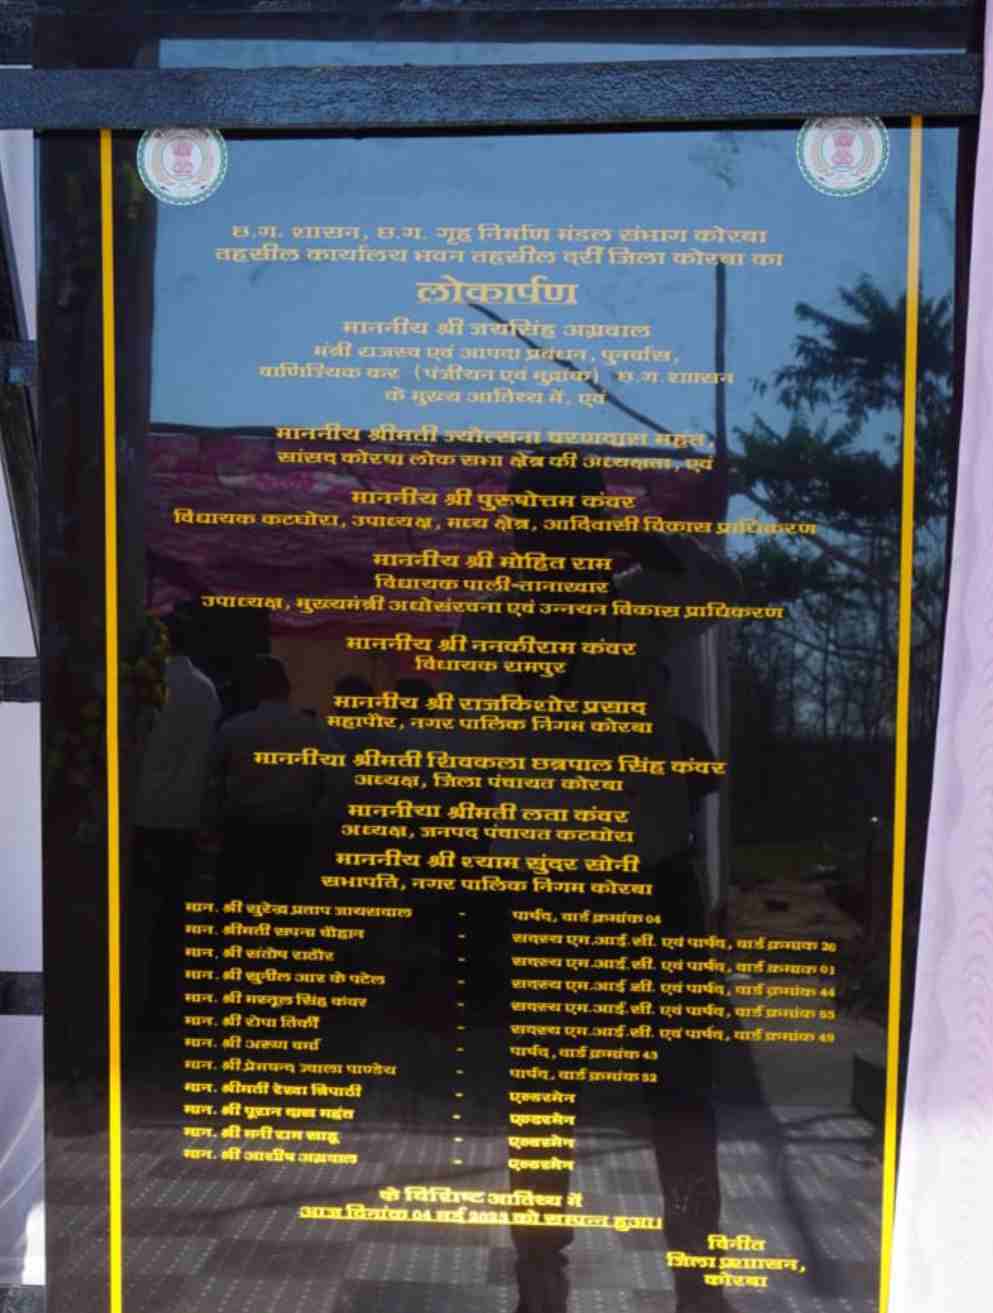 छ.ग. शासन, छ.ग. गृह निर्माण मंडल संभाग कोरबा
तहसील कार्यालय भवन तहसील दर्री जिला कोरबा का
लोकार्पण
माननीय श्री जयसिंह अग्रवाल
मंत्री राजस्व एवं आपदा प्रबंधन, पुनर्वास,
वाणिज्यिक कर (पंजीयन एवं मुद्रांक) छ.ग. शासन
के मुख्य आतिथ्य में, एवं
माननीय श्रीमती ज्योत्सना चरणदास महंत,
सांसद कोरबा लोक सभा क्षेत्र की अध्यक्षता, एवं
माननीय श्री पुरूषोत्तम कंवर
विधायक कटघोरा, उपाध्यक्ष, मध्य क्षेत्र, आदिवासी विकास प्राधिकरण
माननीय श्री मोहित राम
विधायक पाली-तानाखार
उपाध्यक्ष, मुख्यमंत्री अधोसंरचना एवं उन्नयन विकास प्राधिकरण
माननीय श्री ननकीराम कंवर
विधायक रामपुर
माननीय श्री राजकिशोर प्रसाद
महापौर, नगर पालिक निगम कोरबा
माननीया श्रीमती शिवकला छत्रपाल सिंह कंवर
अध्यक्ष, जिला पंचायत कोरबा
माननीया श्रीमती लता कंवर
अध्यक्ष, जनपद पंचायत कटघोरा
माननीय श्री श्याम सुंदर सोनी
सभापति, नगर पालिक निगम कोरबा
मान. श्री सुरेन्द्र प्रताप जायसवाल - पार्षद, वार्ड क्रमांक 04
मान. श्रीमती सपना चौहान - सदस्य एम.आई.सी. एवं पार्षद, वार्ड क्रमांक 26
मान. श्री संतोष राठौर - सदस्य एम.आई.सी. एवं पार्षद, वार्ड क्रमांक 01
मान. श्री सुनील आर के पटेल - सदस्य एम.आई.सी. एवं पार्षद, वार्ड क्रमांक 44
मान. श्री मस्तूल सिंह कंवर - सदस्य एम.आई.सी. एवं पार्षद, वार्ड क्रमांक 55
मान. श्री रोपा तिर्की - सदस्य एम.आई.सी. एवं पार्षद, वार्ड क्रमांक 49
मान. श्री अरूण वर्मा - पार्षद, वार्ड क्रमांक 43
मान. श्री प्रेमचन्द ज्वाला पाण्डेय - पार्षद, वार्ड क्रमांक 52
मान. श्रीमती रेखा त्रिपाठी - एल्डरमेन
मान. श्री पूरान दास महंत - एल्डरमेन
मान. श्री मनी राम साहू - एल्डरमेन
मान. श्री आशीष अग्रवाल - एल्डरमेन
के विशिष्ट आतिथ्य में
आज दिनांक 04 मई 2023 को सम्पन्न हुआ।
विनीत
जिला प्रशासन,
कोरबा